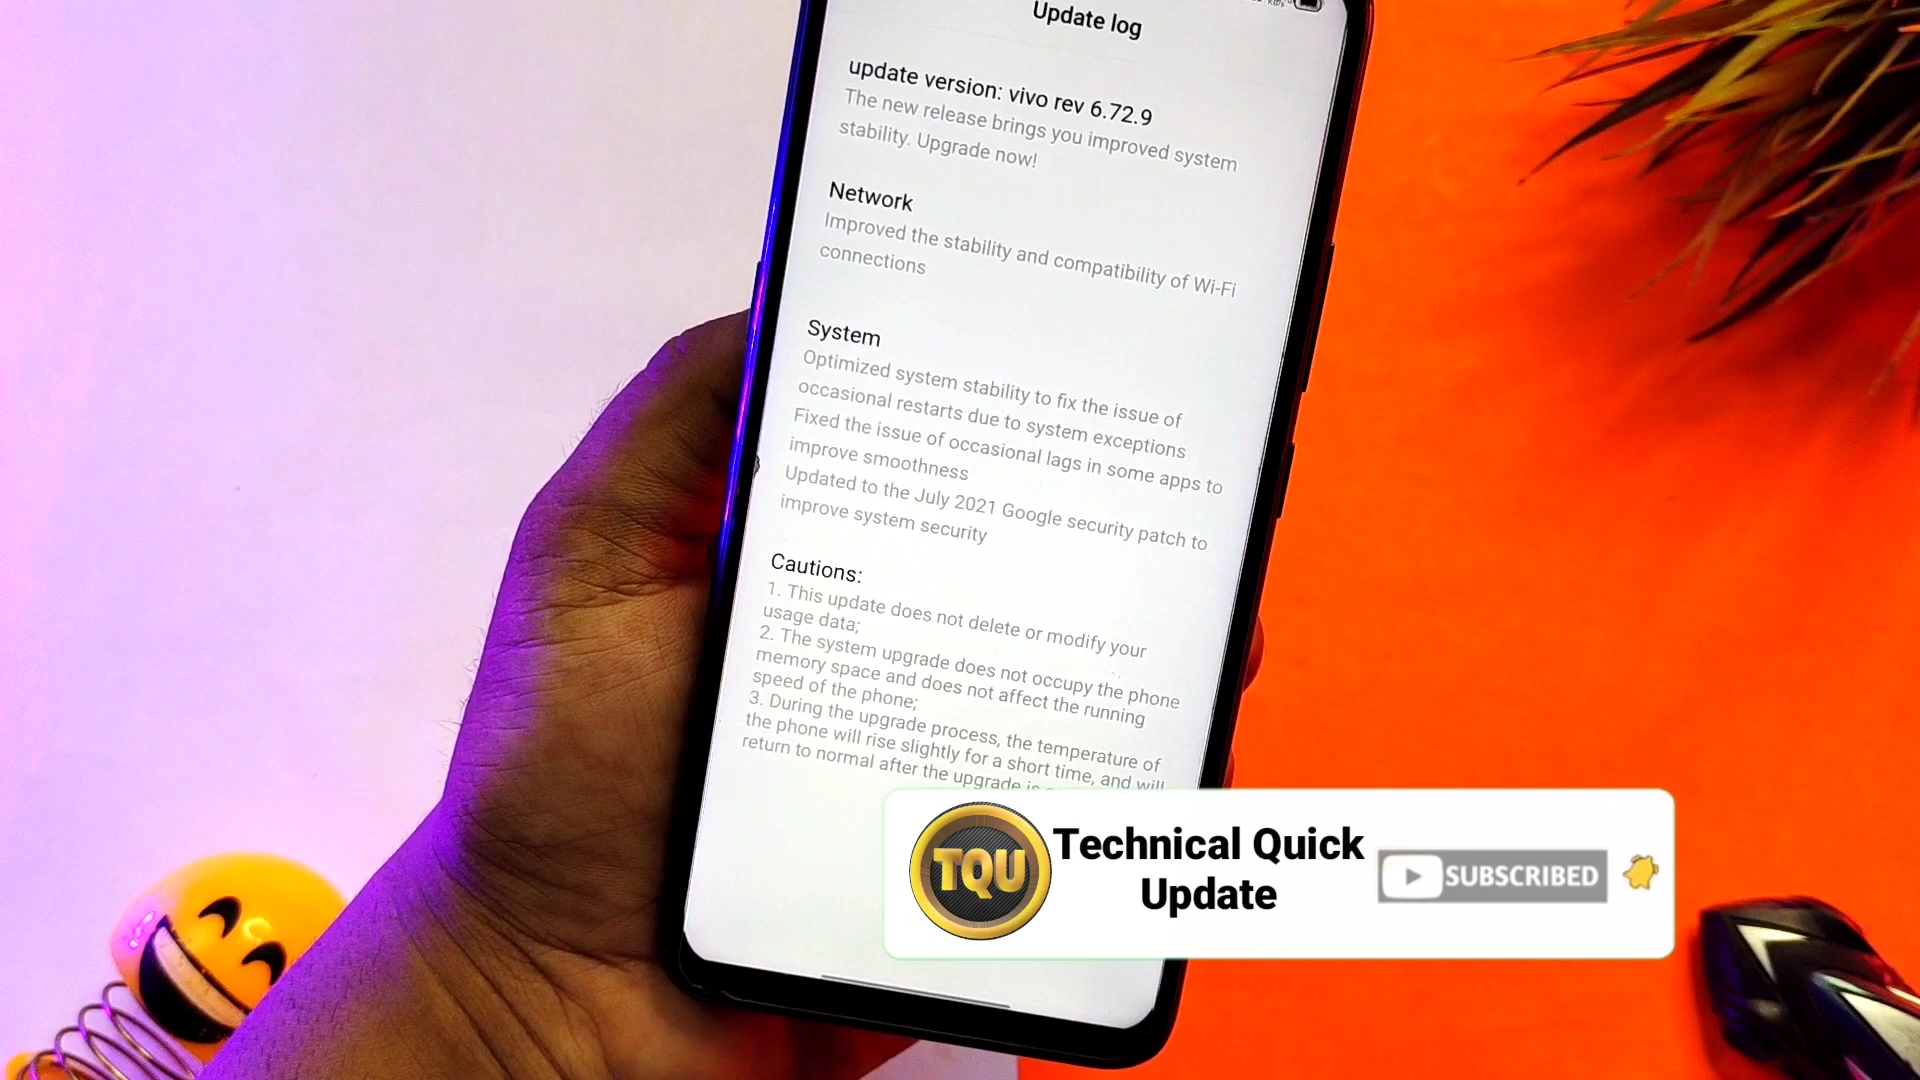 Update log
update version: vivo rev 6.72.9
The new release brings you improved system
stability. Upgrade now!
Network
Improved the stability and compatibility of Wi-Fi
connections
System
Optimized system stability to fix the issue of
occasional restarts due to system exceptions
Fixed the issue of occasional lags in some apps to
improve smoothness
Updated to the July 2021 Google security patch to
improve system security
Cautions:
1. This update does not delete or modify your
usage data;
2. The system upgrade does not occupy the phone
memory space and does not affect the running
speed of the phone;
3. During the upgrade process, the temperature of
the phone will rise slightly for a short time, and will
return to normal after the upgrade is
TQU
Technical Quick
Update
SUBSCRIBED